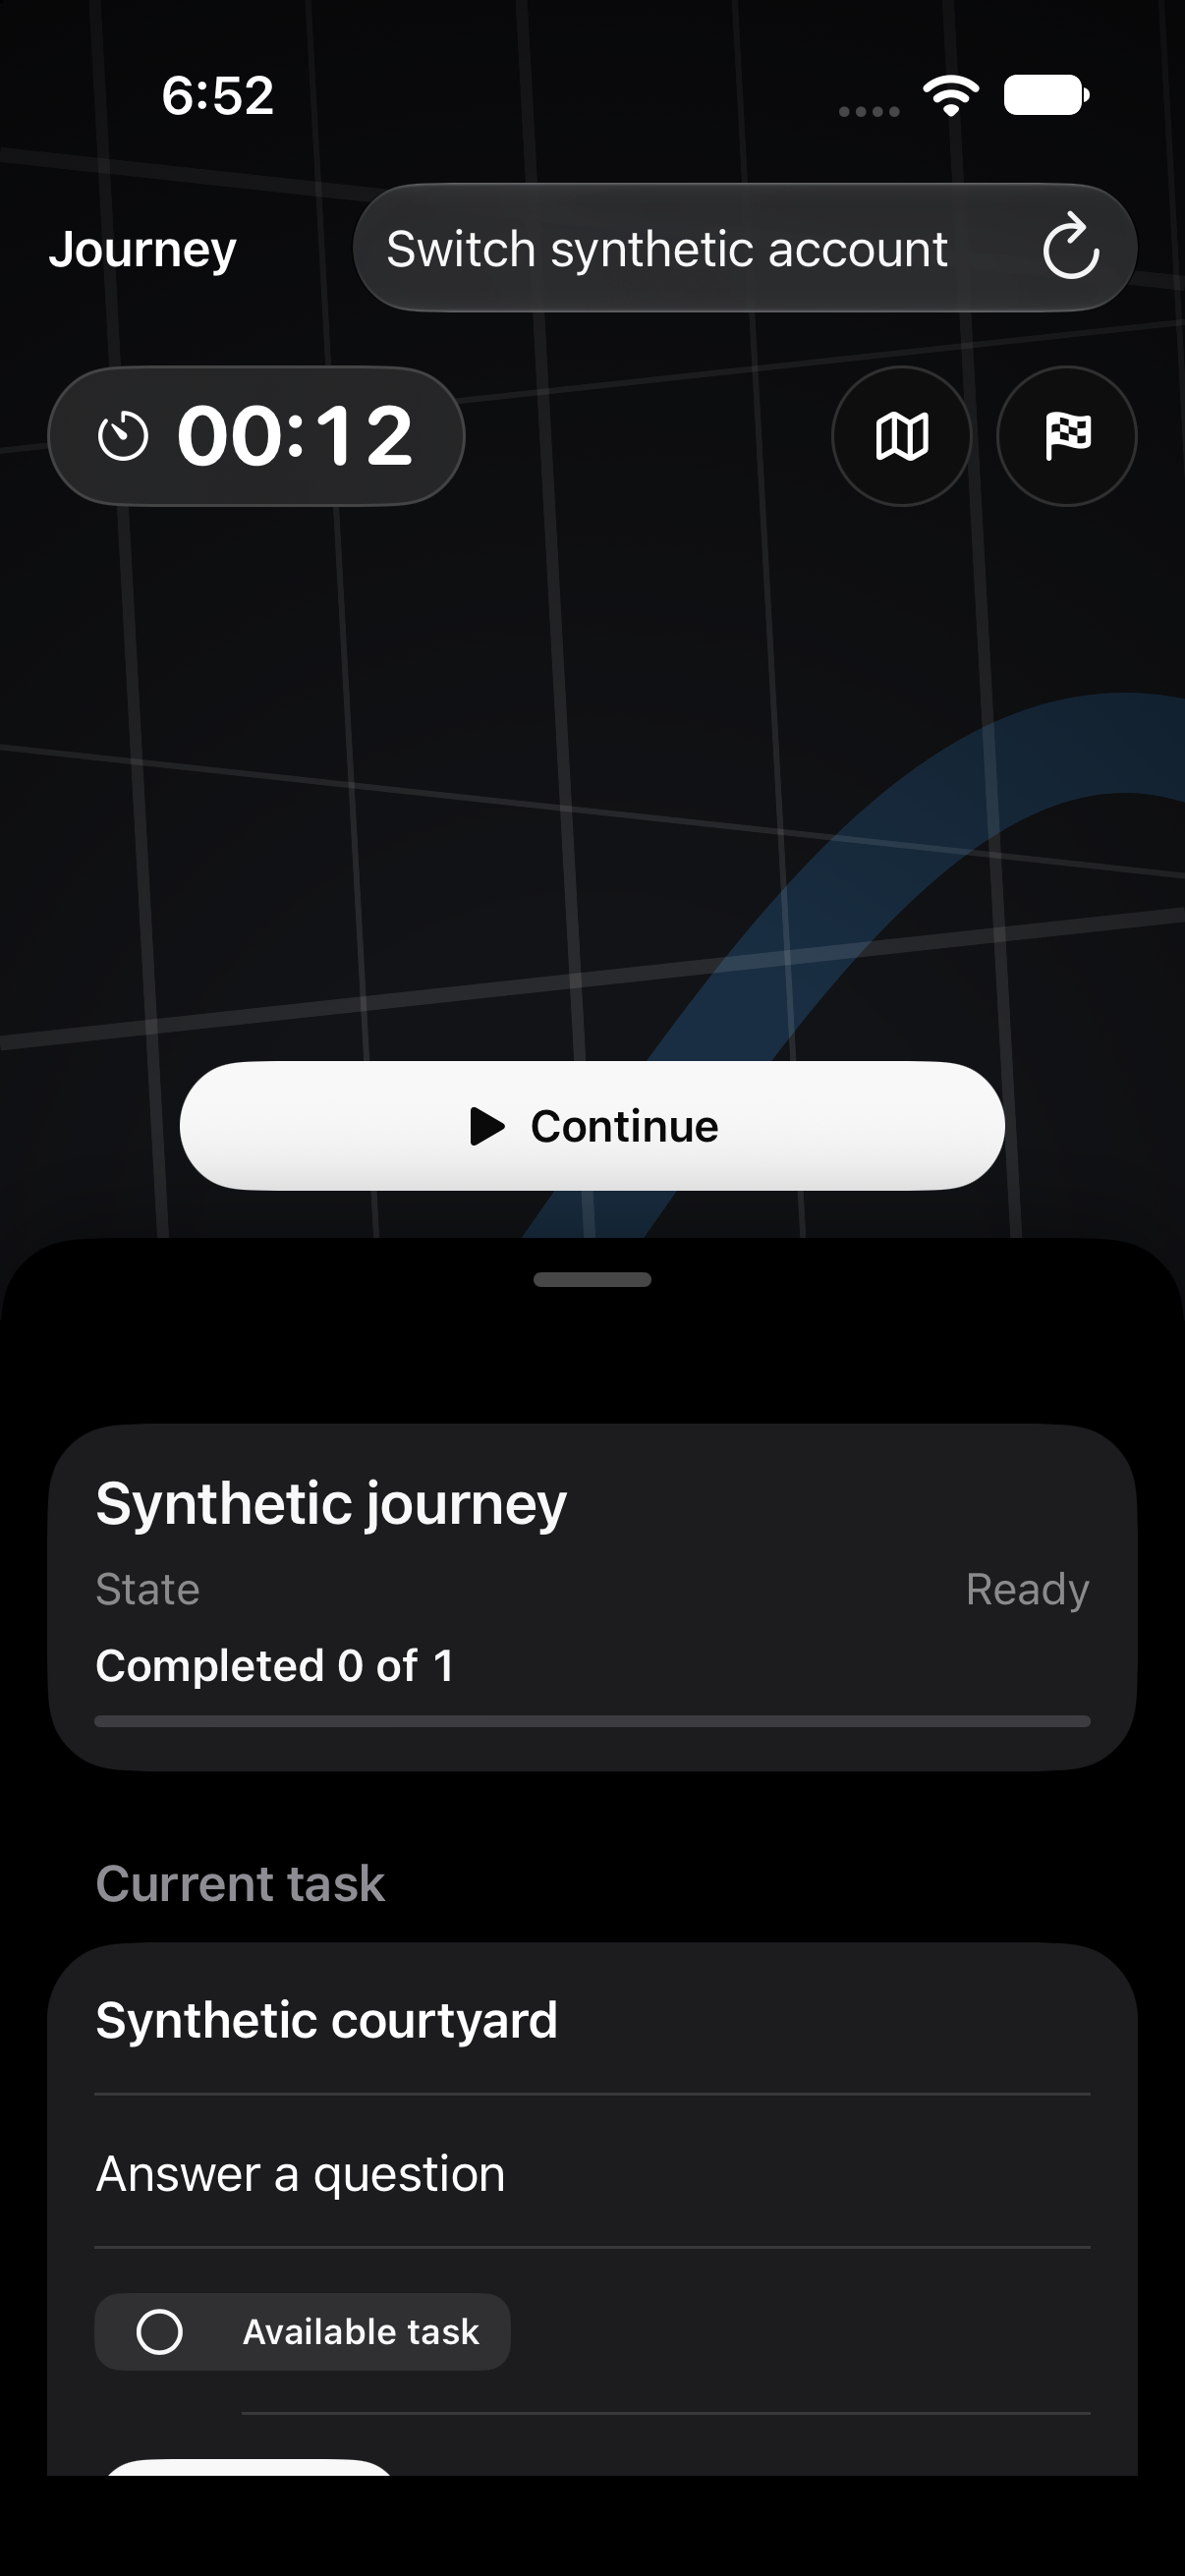 6:52
Journey
Switch synthetic account
00:12
Continue
Synthetic journey
State Ready
Completed 0 of 1
Current task
Synthetic courtyard
Answer a question
Available task